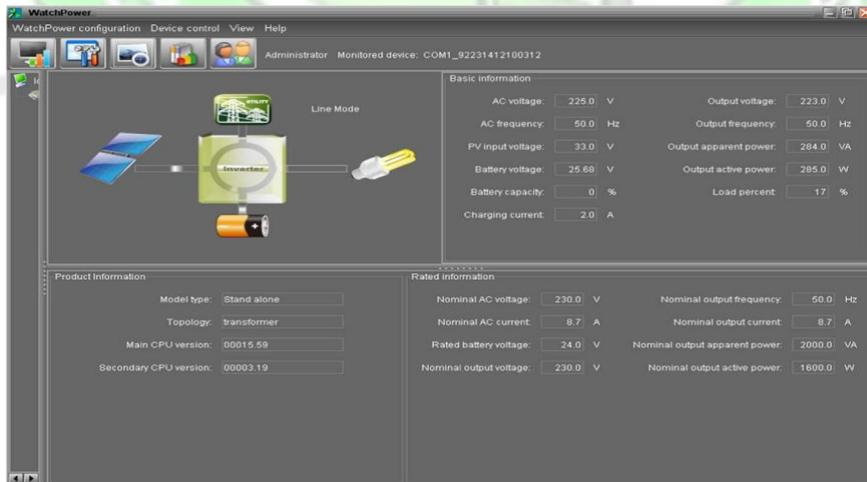 WatchPower
WatchPower configuration Device control View Help
Administrator Monitored device: COM1_92231412100312
UTILITY
Line Mode
Inverter
Basic information
AC voltage: 225.0 V Output voltage: 223.0 V
AC frequency: 50.0 Hz Output frequency: 50.0 Hz
PV input voltage: 33.0 V Output apparent power: 284.0 VA
Battery voltage: 25.68 V Output active power: 285.0 W
Battery capacity: 0 % Load percent: 17 %
Charging current: 2.0 A
Product Information
Model type: Stand alone
Topology: transformer
Main CPU version: 00015.59
Secondary CPU version: 00003.19
Rated information
Nominal AC voltage: 230.0 V Nominal output frequency: 50.0 Hz
Nominal AC current: 8.7 A Nominal output current: 8.7 A
Rated battery voltage: 24.0 V Nominal output apparent power: 2000.0 VA
Nominal output voltage: 230.0 V Nominal output active power: 1600.0 W